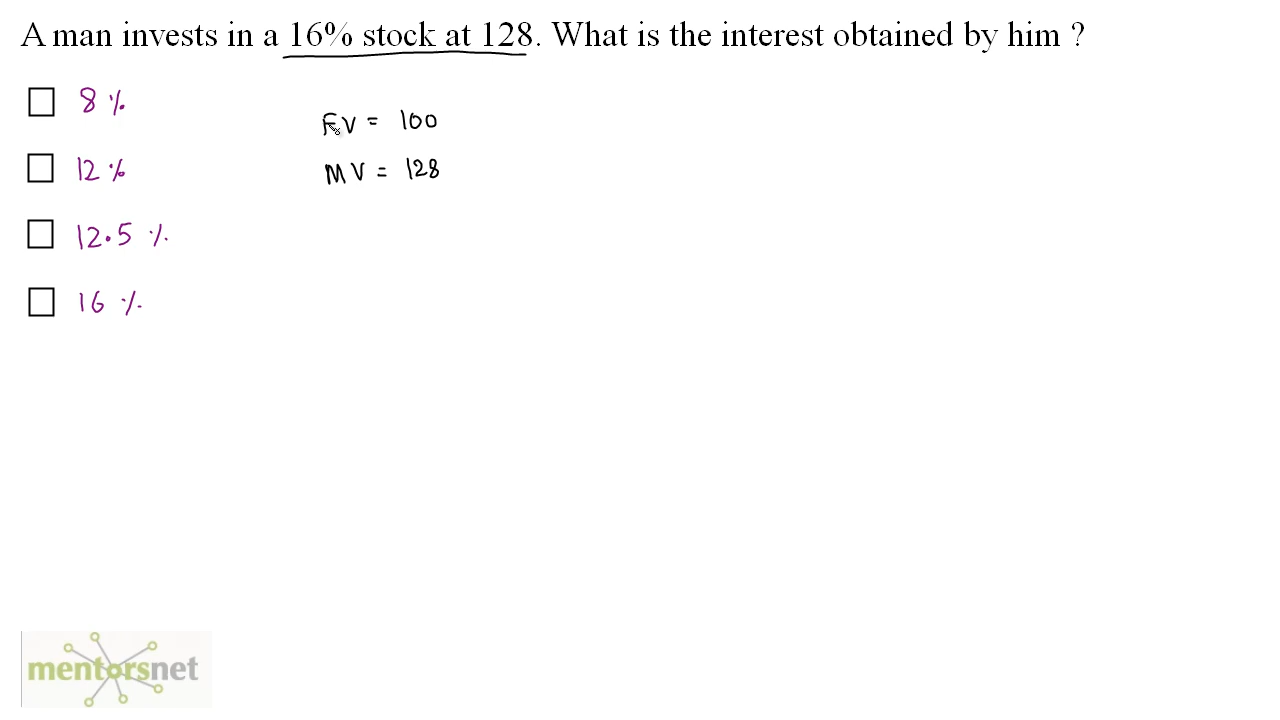 A man invests in a 16% stock at 128. What is the interest obtained by him ?
8 %
12 %
12.5 %
16 %
FV = 100
MV = 128
mentorsnet